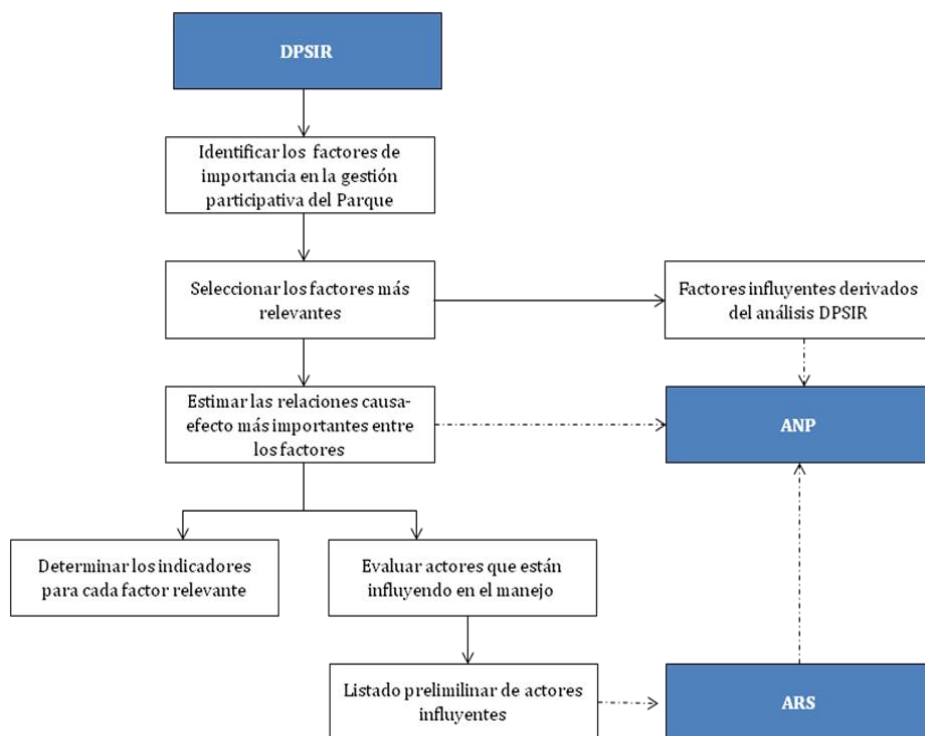 DPSIR
Identificar los factores de
importancia en la gestión
participativa del Parque
Seleccionar los factores más
relevantes
Factores influyentes derivados
del análisis DPSIR
Estimar las relaciones causa-
efecto más importantes entre
los factores
ANP
Determinar los indicadores
para cada factor relevante
Evaluar actores que están
influyendo en el manejo
Listado prelimilinar de actores
influyentes
ARS